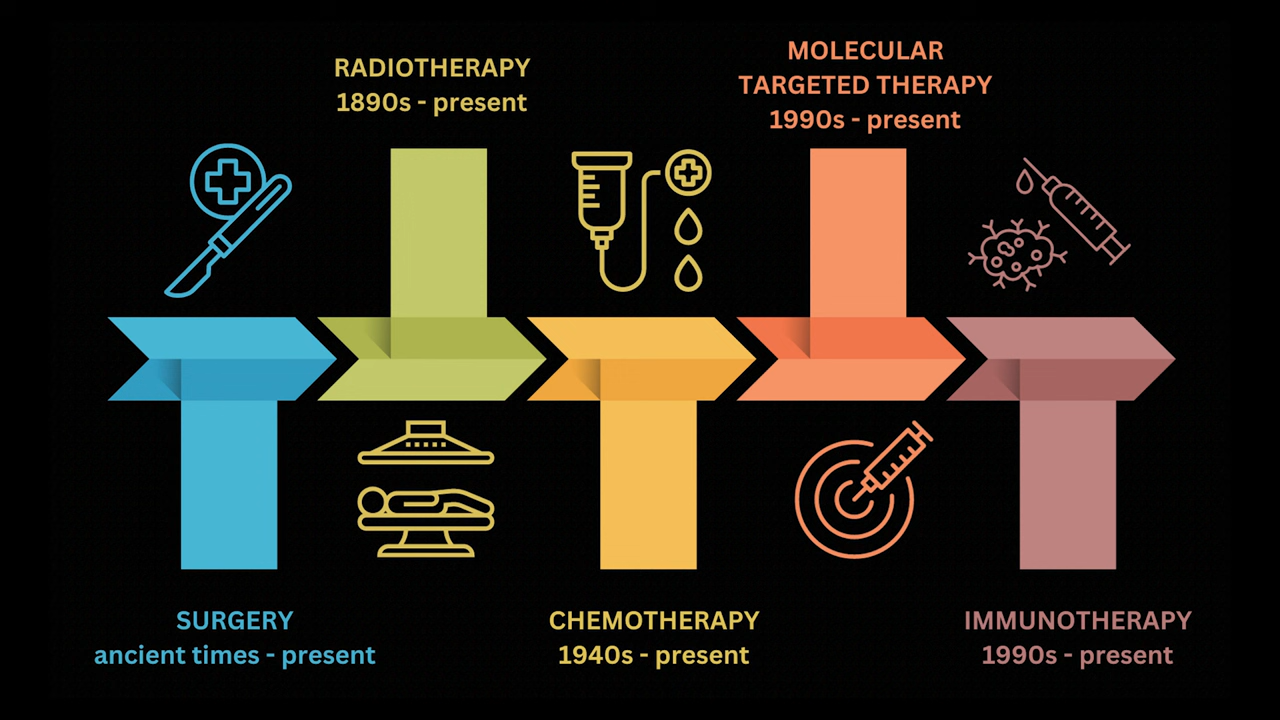 RADIOTHERAPY
1890s - present
MOLECULAR
TARGETED THERAPY
1990s - present
SURGERY
ancient times - present
CHEMOTHERAPY
1940s - present
IMMUNOTHERAPY
1990s - present